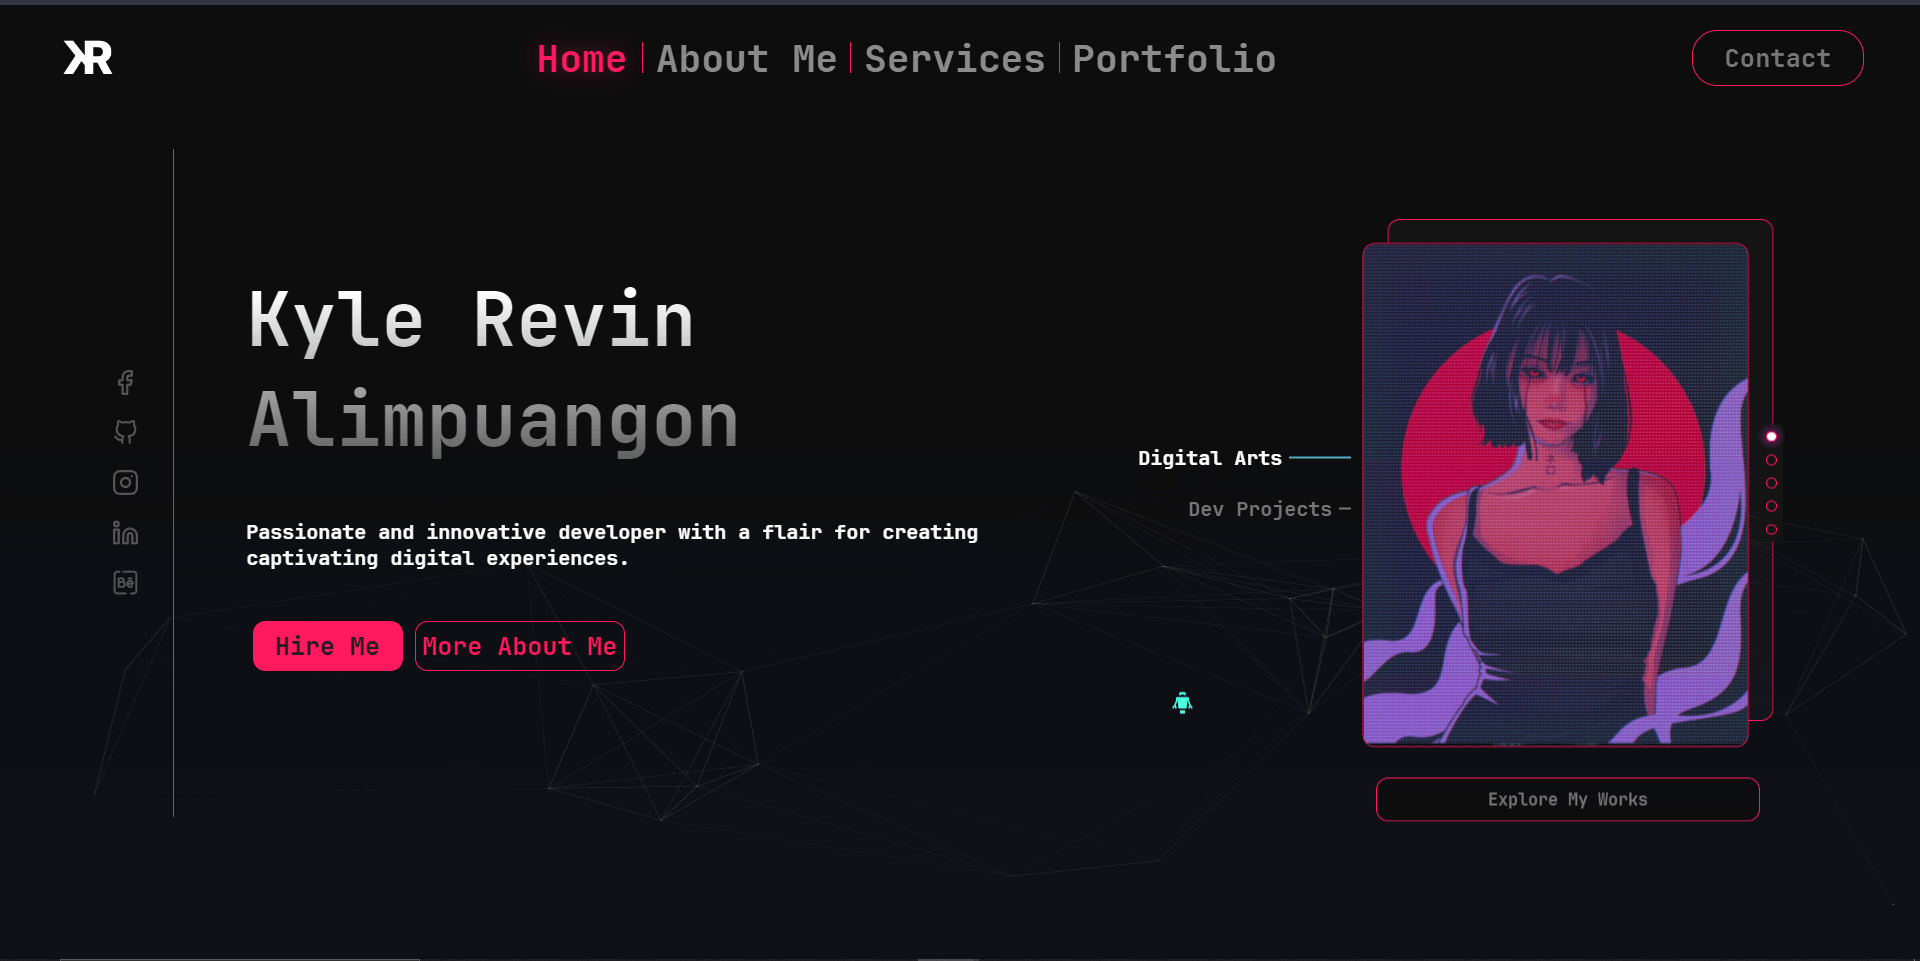 KR
Home
About Me
Services
Portfolio
Contact
Kyle Revin
Alimpuangon
Digital Arts
Dev Projects
Passionate and innovative developer with a flair for creating
captivating digital experiences.
Hire Me
More About Me
Explore My Works